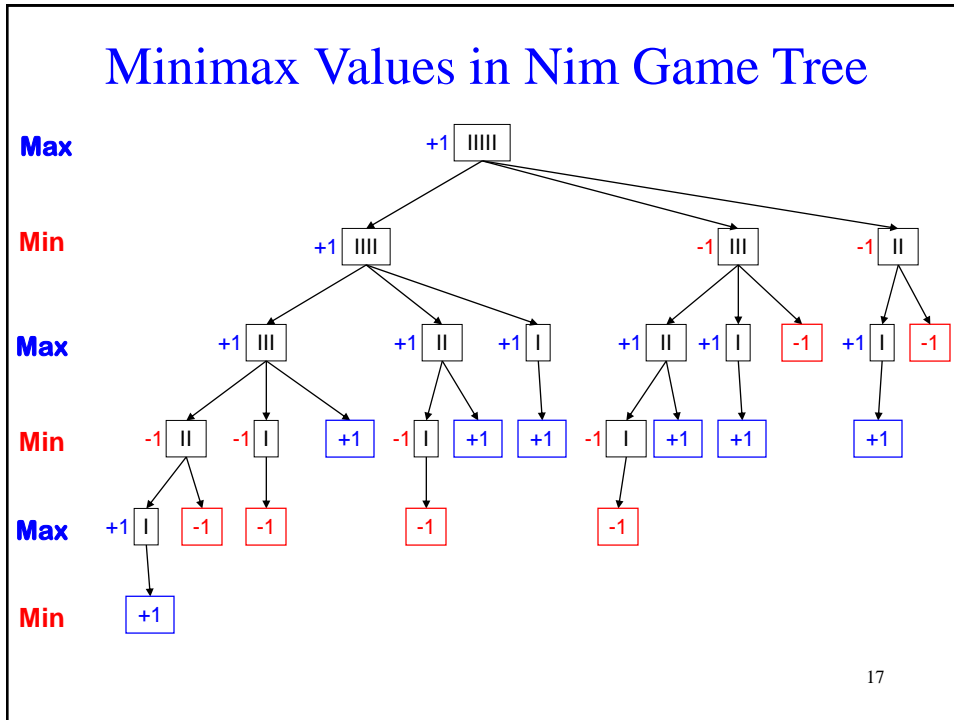 Minimax Values in Nim Game Tree
Max +1 IIIII
Min +1 IIII -1 III -1 II
Max +1 III +1 II +1 I +1 II +1 I -1 +1 I -1
Min -1 II -1 I +1 -1 I +1 +1 -1 I +1 +1 +1
Max +1 I -1 -1 -1 -1
Min +1
17